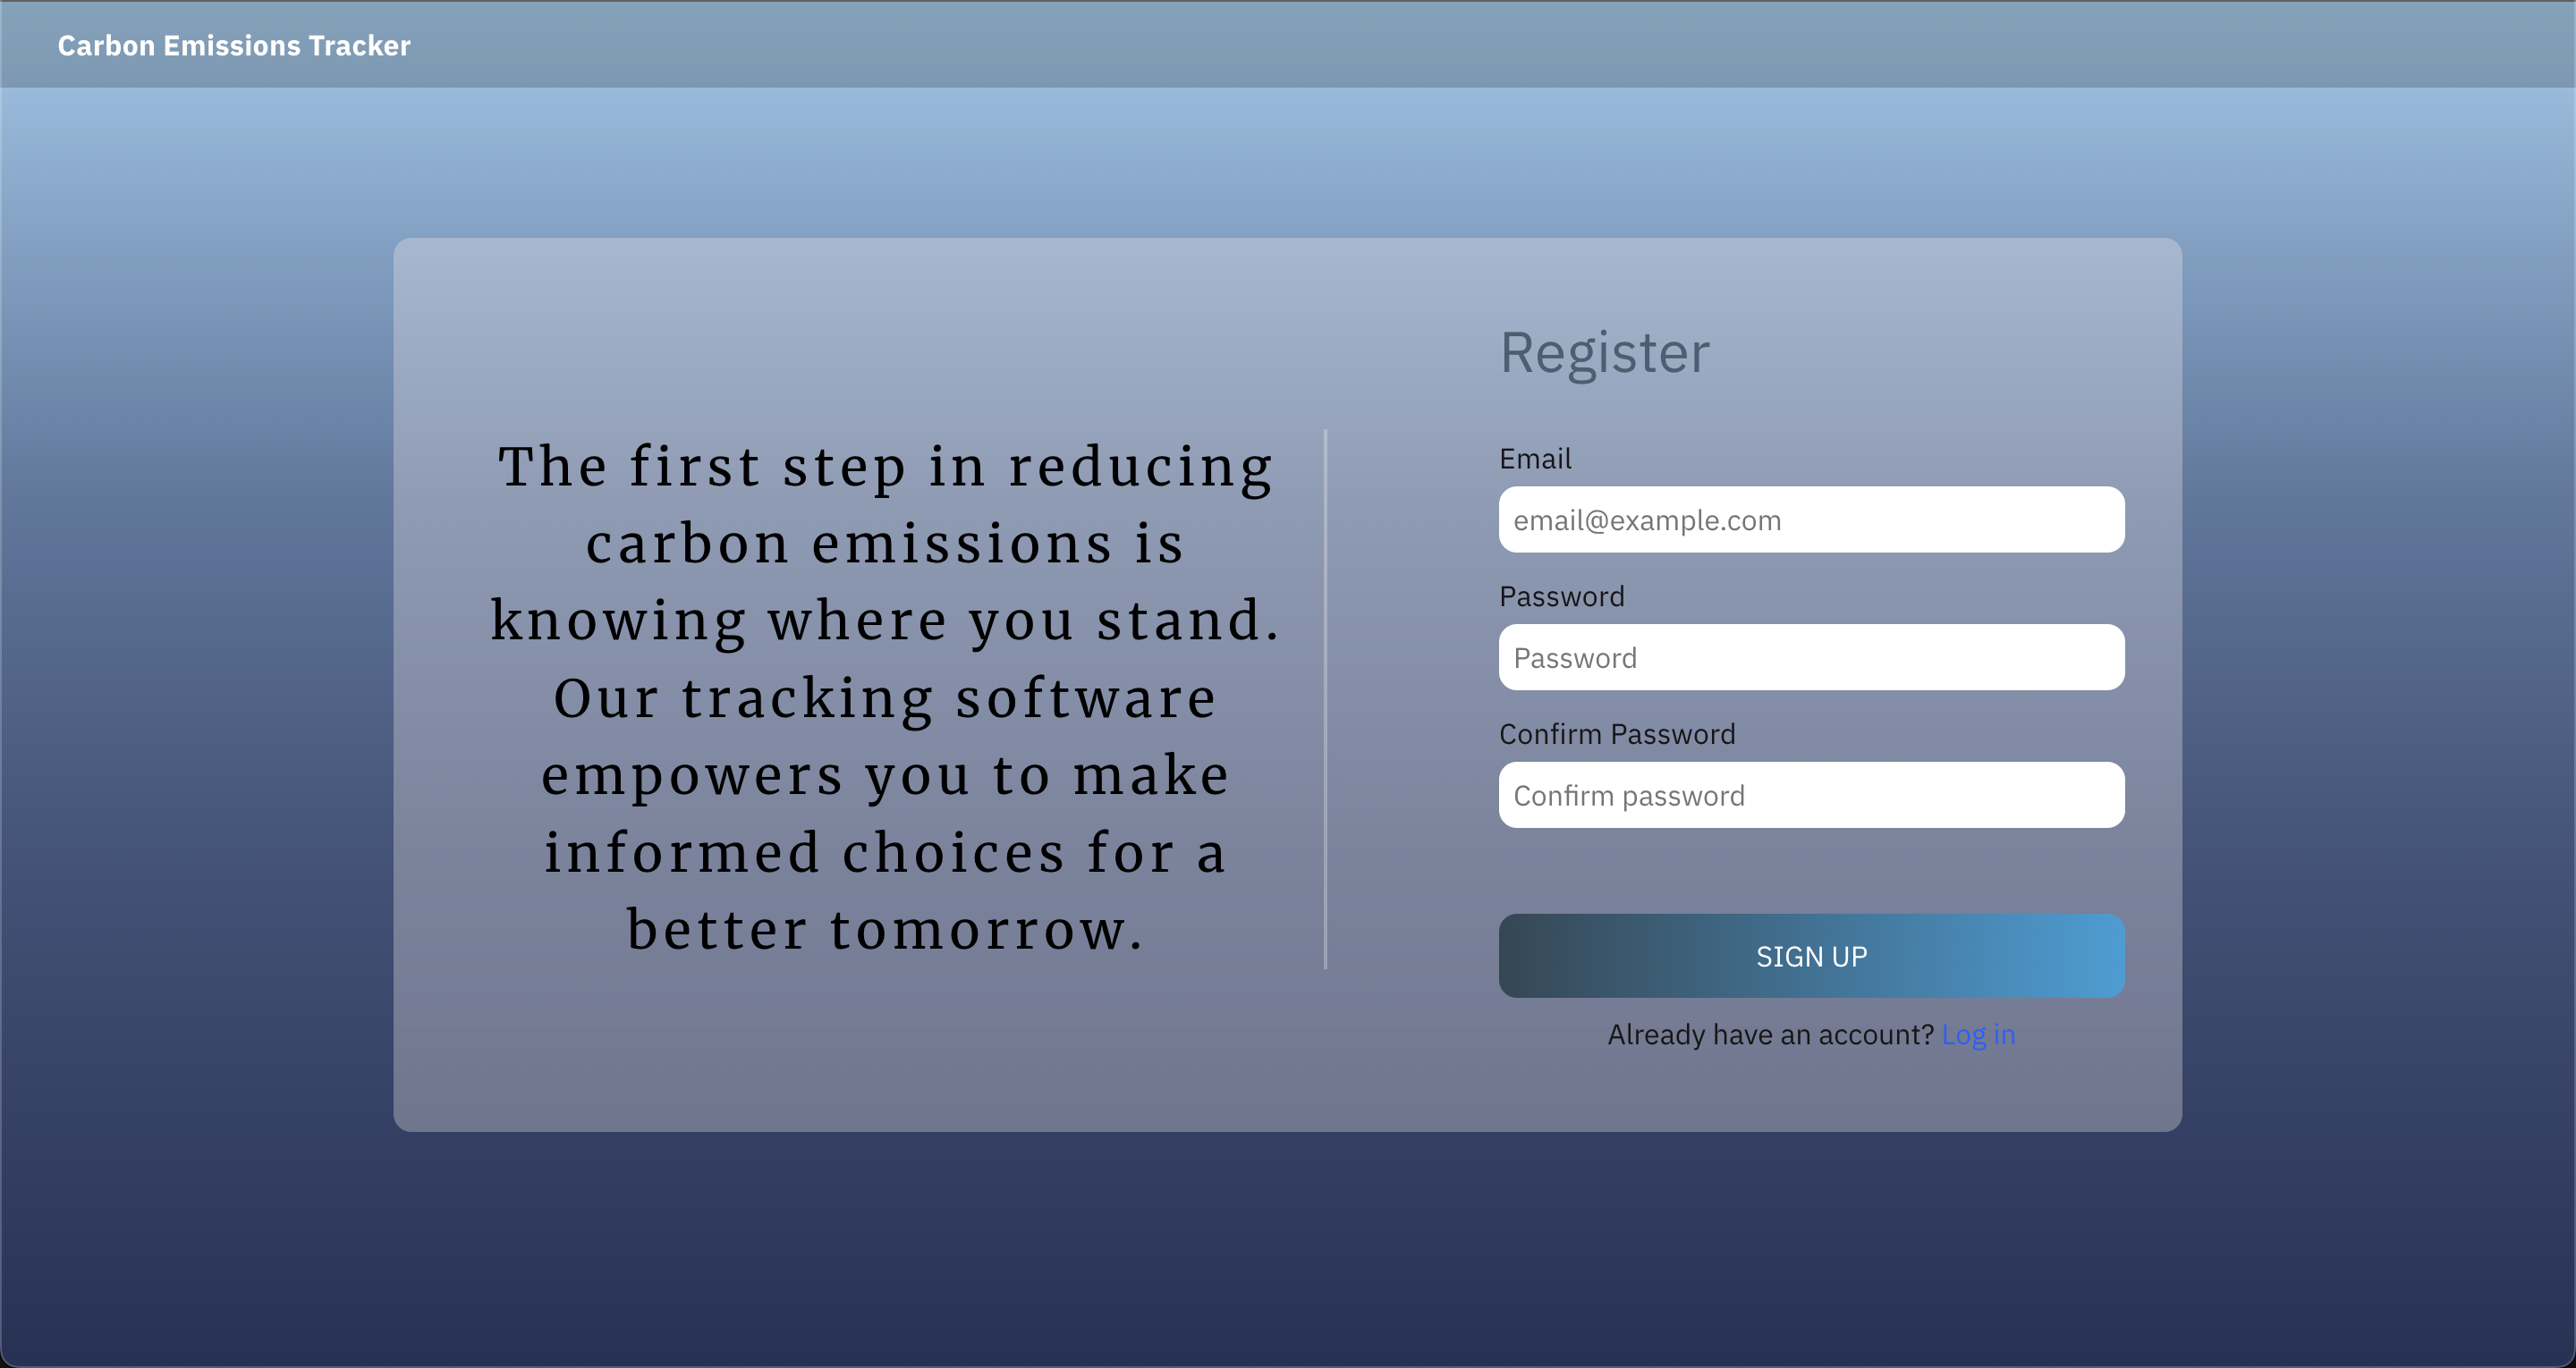 Carbon Emissions Tracker
The first step in reducing
carbon emissions is
knowing where you stand.
Our tracking software
empowers you to make
informed choices for a
better tomorrow.
Register
Email
email@example.com
Password
Password
Confirm Password
Confirm password
SIGN UP
Already have an account? Log in